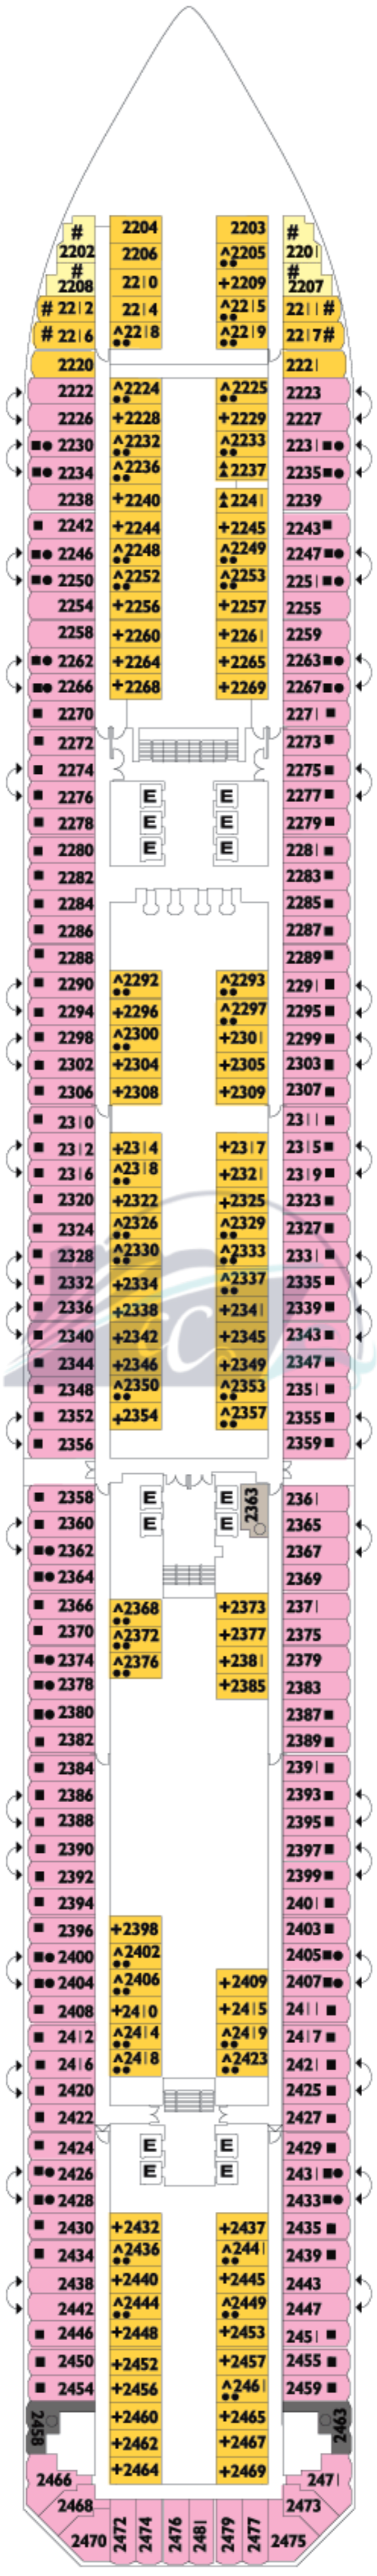 # 2204 2203 #
2202 2206 ^2205 ●● 2201
# 2208 2210 +2209 # 2207
# 2212 2214 ^2215 ●● 2211 #
# 2216 ^2218 ●● ^2219 ●● 2217#
2220 2221
2222 ^2224 ●● ^2225 ●● 2223
2226 +2228 +2229 2227
■● 2230 ^2232 ●● ^2233 ●● 2231■●
■● 2234 ^2236 ●● 2237 2235■●
2238 +2240 2241 2239
■ 2242 +2244 +2245 2243■
■● 2246 ^2248 ●● ^2249 ●● 2247■●
■● 2250 ^2252 ●● ^2253 ●● 2251■●
2254 +2256 +2257 2255
2258 +2260 +2261 2259
■● 2262 +2264 +2265 2263■●
■● 2266 +2268 +2269 2267■●
■ 2270 2271 ■
■ 2272 2273 ■
■ 2274 2275 ■
■ 2276 E E 2277 ■
■ 2278 E E 2279 ■
■ 2280 E E 2281 ■
■ 2282 2283 ■
■ 2284 2285 ■
■ 2286 2287 ■
■ 2288 2289 ■
■ 2290 ^2292 ●● ^2293 ●● 2291 ■
■ 2294 +2296 ^2297 ●● 2295 ■
■ 2298 ^2300 ●● +2301 2299 ■
■ 2302 +2304 +2305 2303 ■
■ 2306 +2308 +2309 2307 ■
■ 2310 2311 ■
■ 2312 +2314 +2317 2315 ■
■ 2316 ^2318 ●● +2321 2319 ■
■ 2320 +2322 +2325 2323 ■
■ 2324 ^2326 ●● ^2329 ●● 2327 ■
■ 2328 ^2330 ●● ^2333 ●● 2331 ■
■ 2332 +2334 ^2337 ●● 2335 ■
■ 2336 +2338 +2341 2339 ■
■ 2340 +2342 +2345 2343 ■
■ 2344 +2346 +2349 2347 ■
■ 2348 ^2350 ●● ^2353 ●● 2351 ■
■ 2352 +2354 ^2357 ●● 2355 ■
■ 2356 2359 ■
■ 2358 E E 2363 2361
■ 2360 E E 2365
■● 2362 2367
■● 2364 2369
■ 2366 ^2368 ●● +2373 2371
■ 2370 ^2372 ●● +2377 2375
■● 2374 ^2376 ●● +2381 2379
■● 2378 +2385 2383
■● 2380 2387■
■ 2382 2389■
■ 2384 2391 ■
■ 2386 2393 ■
■ 2388 2395 ■
■ 2390 2397 ■
■ 2392 2399 ■
■ 2394 2401 ■
■ 2396 +2398 2403 ■
■● 2400 ^2402 ●● 2405■●
■● 2404 ^2406 ●● +2409 2407■●
■ 2408 +2410 +2415 2411 ■
■ 2412 ^2414 ●● ^2419 ●● 2417 ■
■ 2416 ^2418 ●● ^2423 ●● 2421 ■
■ 2420 2425 ■
■ 2422 2427 ■
■ 2424 E E 2429 ■
■● 2426 E E 2431■●
■● 2428 2433■●
■ 2430 +2432 +2437 2435 ■
■ 2434 ^2436 ●● ^2441 ●● 2439 ■
2438 +2440 +2445 2443
2442 ^2444 ●● ^2449 ●● 2447
■ 2446 +2448 +2453 2451 ■
■ 2450 +2452 +2457 2455 ■
■ 2454 +2456 ^2461 ●● 2459 ■
2458 +2460 +2465 2463
+2462 +2467
2466 +2464 +2469 2471
2468 2473
2470 2472 2474 2476 2481 2479 2477 2475